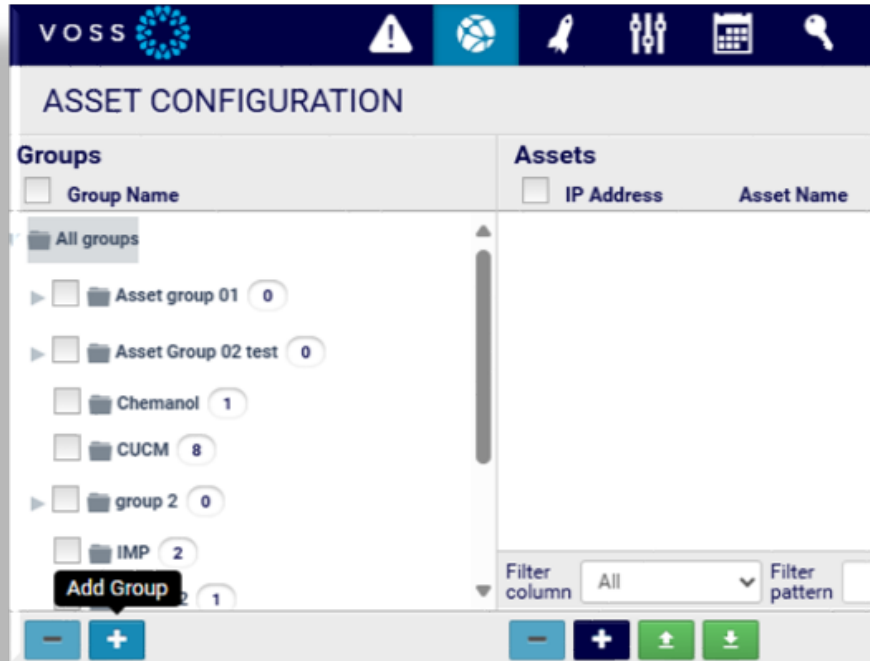 VOSS
ASSET CONFIGURATION
Groups
Group Name
All groups
Asset group 01 0
Asset Group 02 test 0
Chemanol 1
CUCM 8
group 2 0
IMP 2
Add Group
2 1
Assets
IP Address Asset Name
Filter column
All
Filter pattern